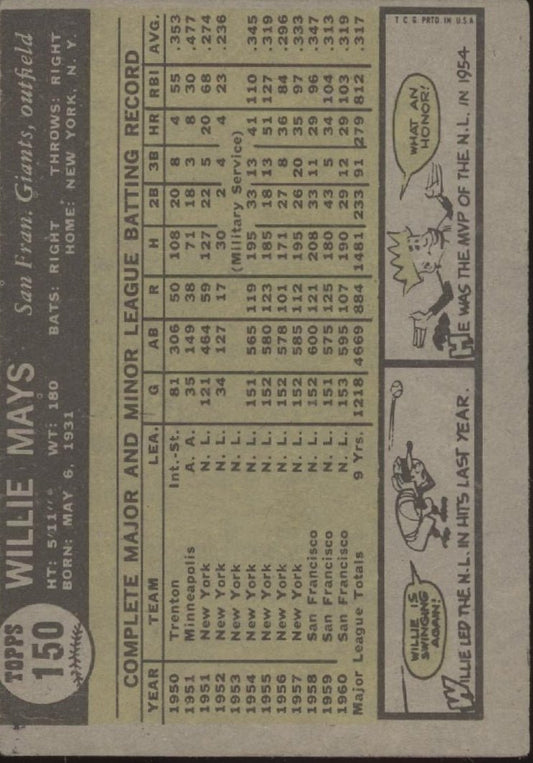 TOPPS
150
WILLIE MAYS San Fran. Giants, outfield
HT: 5'11" WT: 180 BATS: RIGHT THROWS: RIGHT
BORN: MAY 6, 1931 HOME: NEW YORK, N. Y.
COMPLETE MAJOR AND MINOR LEAGUE BATTING RECORD
YEAR TEAM LEA. G AB R H 2B 3B HR RBI AVG.
1950 Trenton Int.-St. 81 306 50 108 20 8 4 55 .353
1951 Minneapolis A. A. 35 149 38 71 18 3 8 30 .477
1951 New York N. L. 121 464 59 127 22 5 20 68 .274
1952 New York N. L. 34 127 17 30 2 4 4 23 .236
1953 New York N. L. (Military Service)
1954 New York N. L. 151 565 119 195 33 13 41 110 .345
1955 New York N. L. 152 580 123 185 18 13 51 127 .319
1956 New York N. L. 152 578 101 171 27 8 36 84 .296
1957 New York N. L. 152 585 112 195 26 20 35 97 .333
1958 San Francisco N. L. 152 600 121 208 33 11 29 96 .347
1959 San Francisco N. L. 151 575 125 180 43 5 34 104 .313
1960 San Francisco N. L. 153 595 107 190 29 12 29 103 .319
Major League Totals 9 Yrs. 1218 4669 884 1481 233 91 279 812 .317
WILLIE IS
SWINGING
AGAIN!
WILLIE LED THE N.L. IN HITS LAST YEAR.
T C G PRTD. IN U S A
WHAT AN
HONOR!
HE WAS THE MVP OF THE N.L. IN 1954